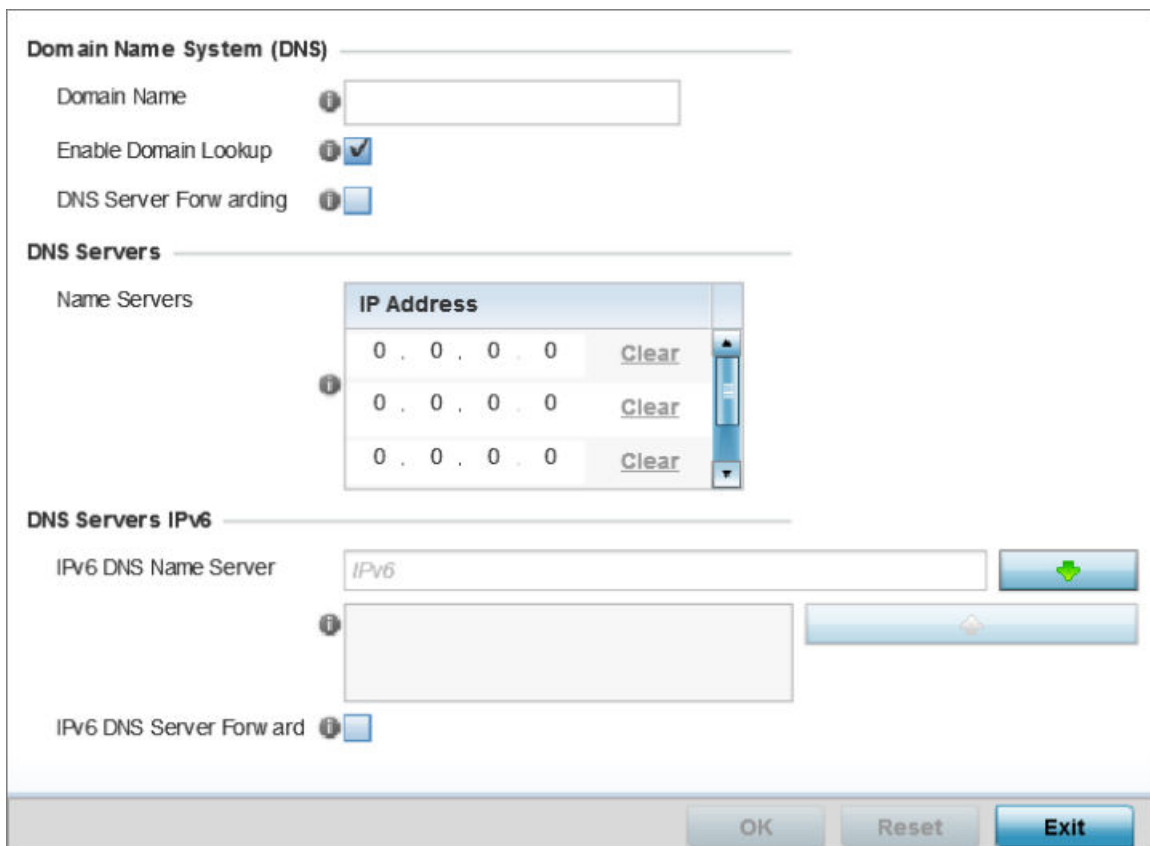 Domain Name System (DNS)
Domain Name
Enable Domain Lookup
DNS Server Forwarding
DNS Servers
Name Servers
IP Address
0 . 0 . 0 . 0 Clear
0 . 0 . 0 . 0 Clear
0 . 0 . 0 . 0 Clear
DNS Servers IPv6
IPv6 DNS Name Server
IPv6
IPv6 DNS Server Forward
OK Reset Exit